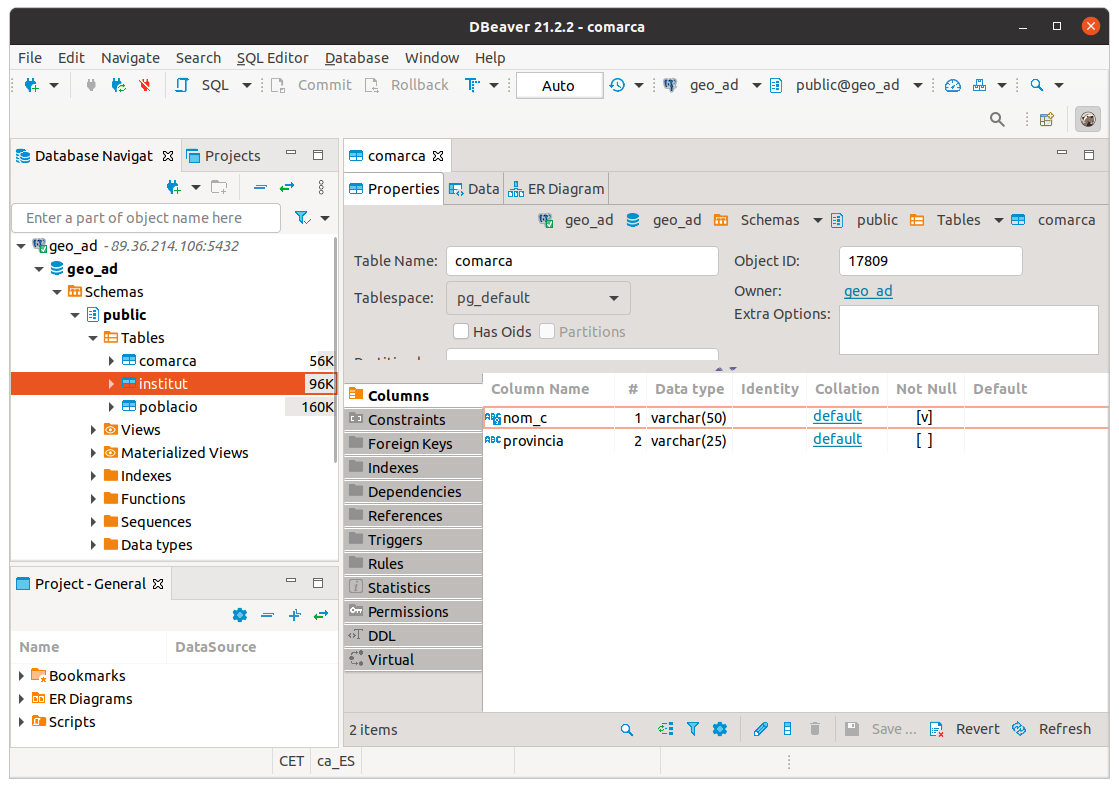 DBeaver 21.2.2 - comarca
File Edit Navigate Search SQL Editor Database Window Help
SQL Commit Rollback Auto geo_ad public@geo_ad
Database Navigat Projects
Enter a part of object name here
geo_ad - 89.36.214.106:5432
geo_ad
Schemas
public
Tables
comarca 56K
institut 96K
poblacio 160K
Views
Materialized Views
Indexes
Functions
Sequences
Data types
Project - General
Name DataSource
Bookmarks
ER Diagrams
Scripts
comarca
Properties Data ER Diagram
geo_ad geo_ad Schemas public Tables comarca
Table Name: comarca Object ID: 17809
Tablespace: pg_default Owner: geo_ad
Has Oids Partitions Extra Options:
Columns
Constraints
Foreign Keys
Indexes
Dependencies
References
Triggers
Rules
Statistics
Permissions
DDL
Virtual
Column Name # Data type Identity Collation Not Null Default
nom_c 1 varchar(50) default [v]
provincia 2 varchar(25) default [ ]
2 items Save ... Revert Refresh
CET ca_ES